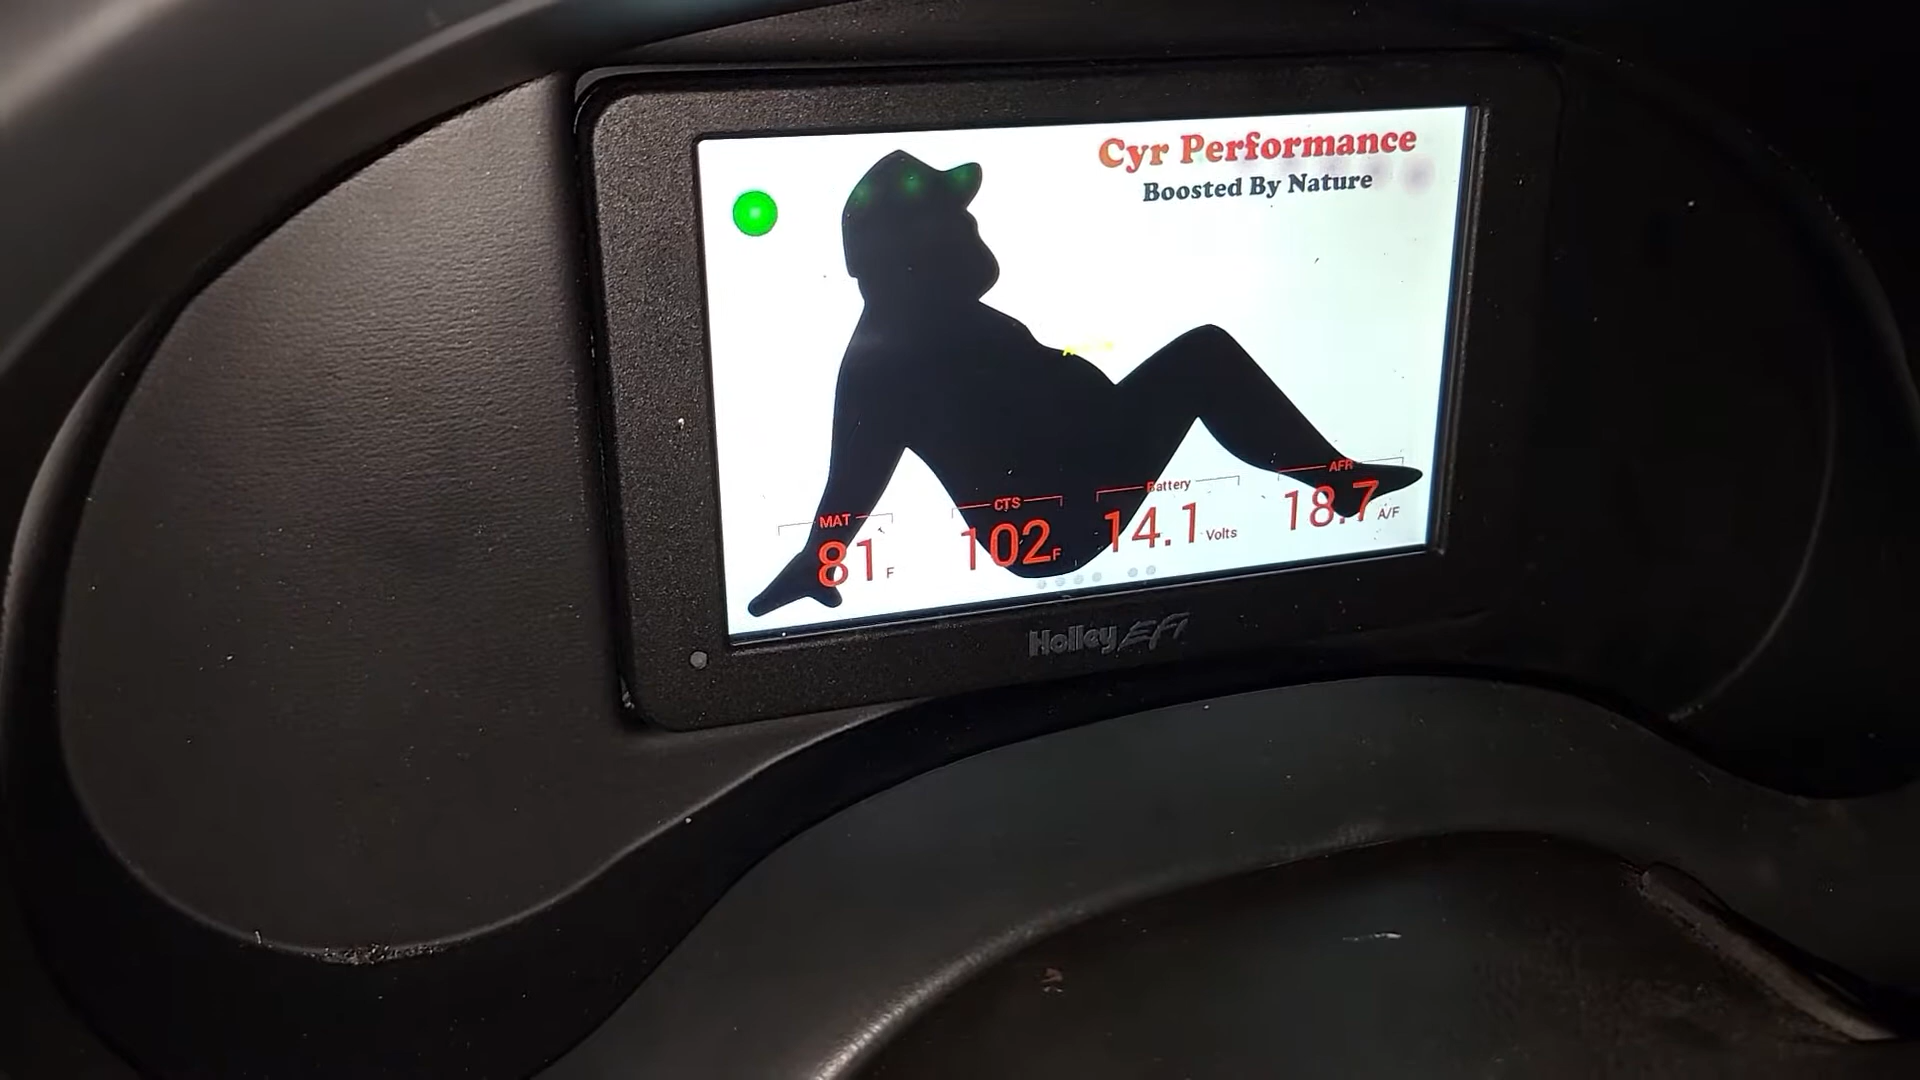 Cyr Performance
Boosted By Nature
MAT
81 F
CTS
102 F
Battery
14.1 Volts
AFR
18.7 A/F
Holley EFI